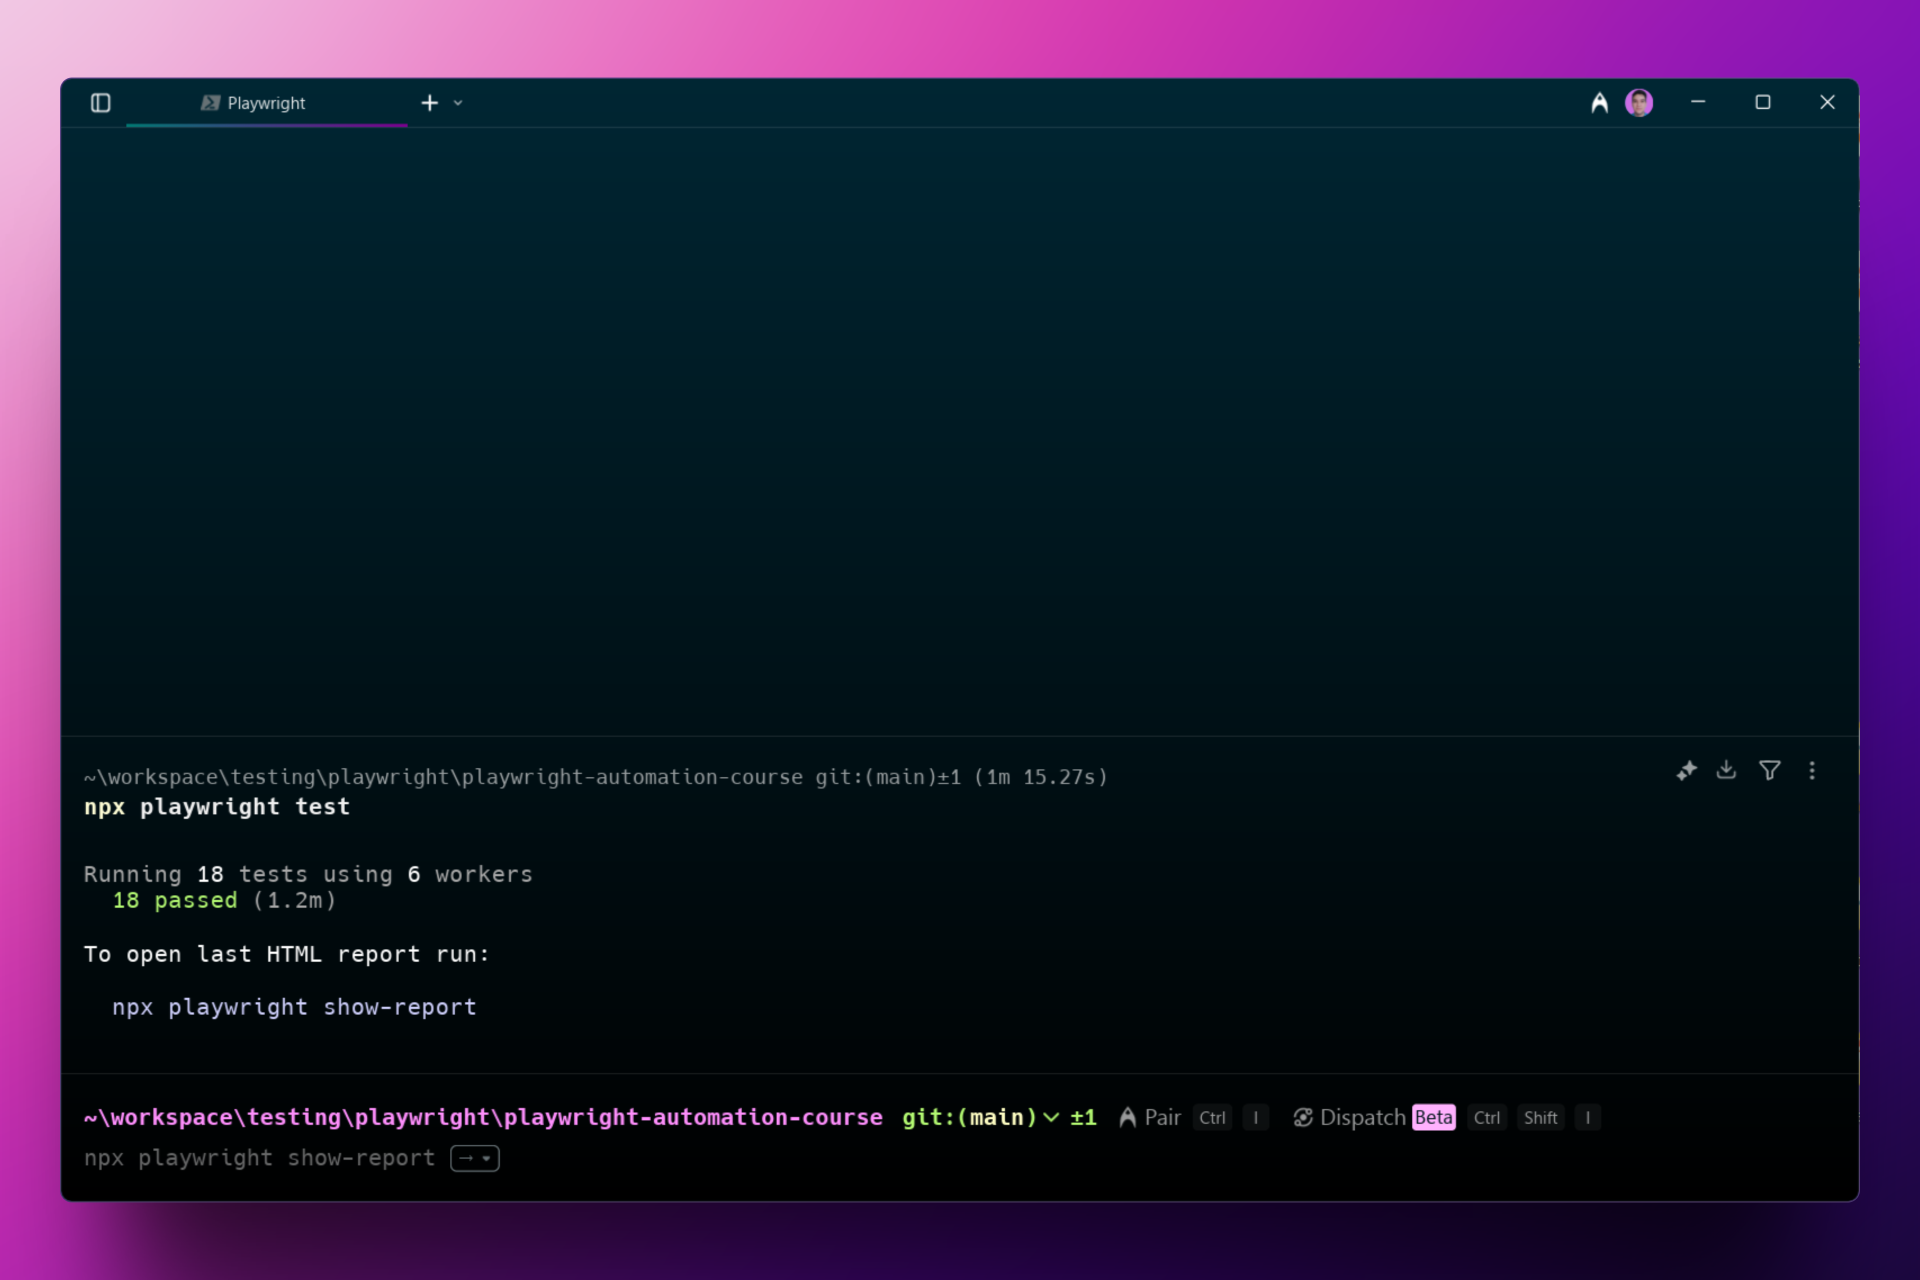 Playwright
~\workspace\testing\playwright\playwright-automation-course git:(main)±1 (1m 15.27s)
npx playwright test
Running 18 tests using 6 workers
18 passed (1.2m)
To open last HTML report run:
npx playwright show-report
~\workspace\testing\playwright\playwright-automation-course git:(main) ±1 Pair Ctrl I Dispatch Beta Ctrl Shift I
npx playwright show-report